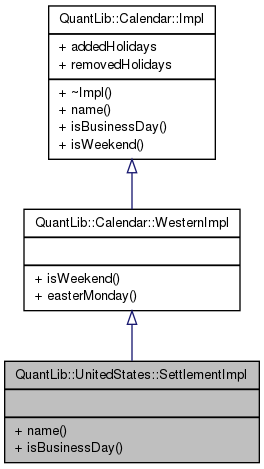 QuantLib::Calendar::Impl
+ addedHolidays
+ removedHolidays
+ ~Impl()
+ name()
+ isBusinessDay()
+ isWeekend()
QuantLib::Calendar::WesternImpl
+ isWeekend()
+ easterMonday()
QuantLib::UnitedStates::SettlementImpl
+ name()
+ isBusinessDay()